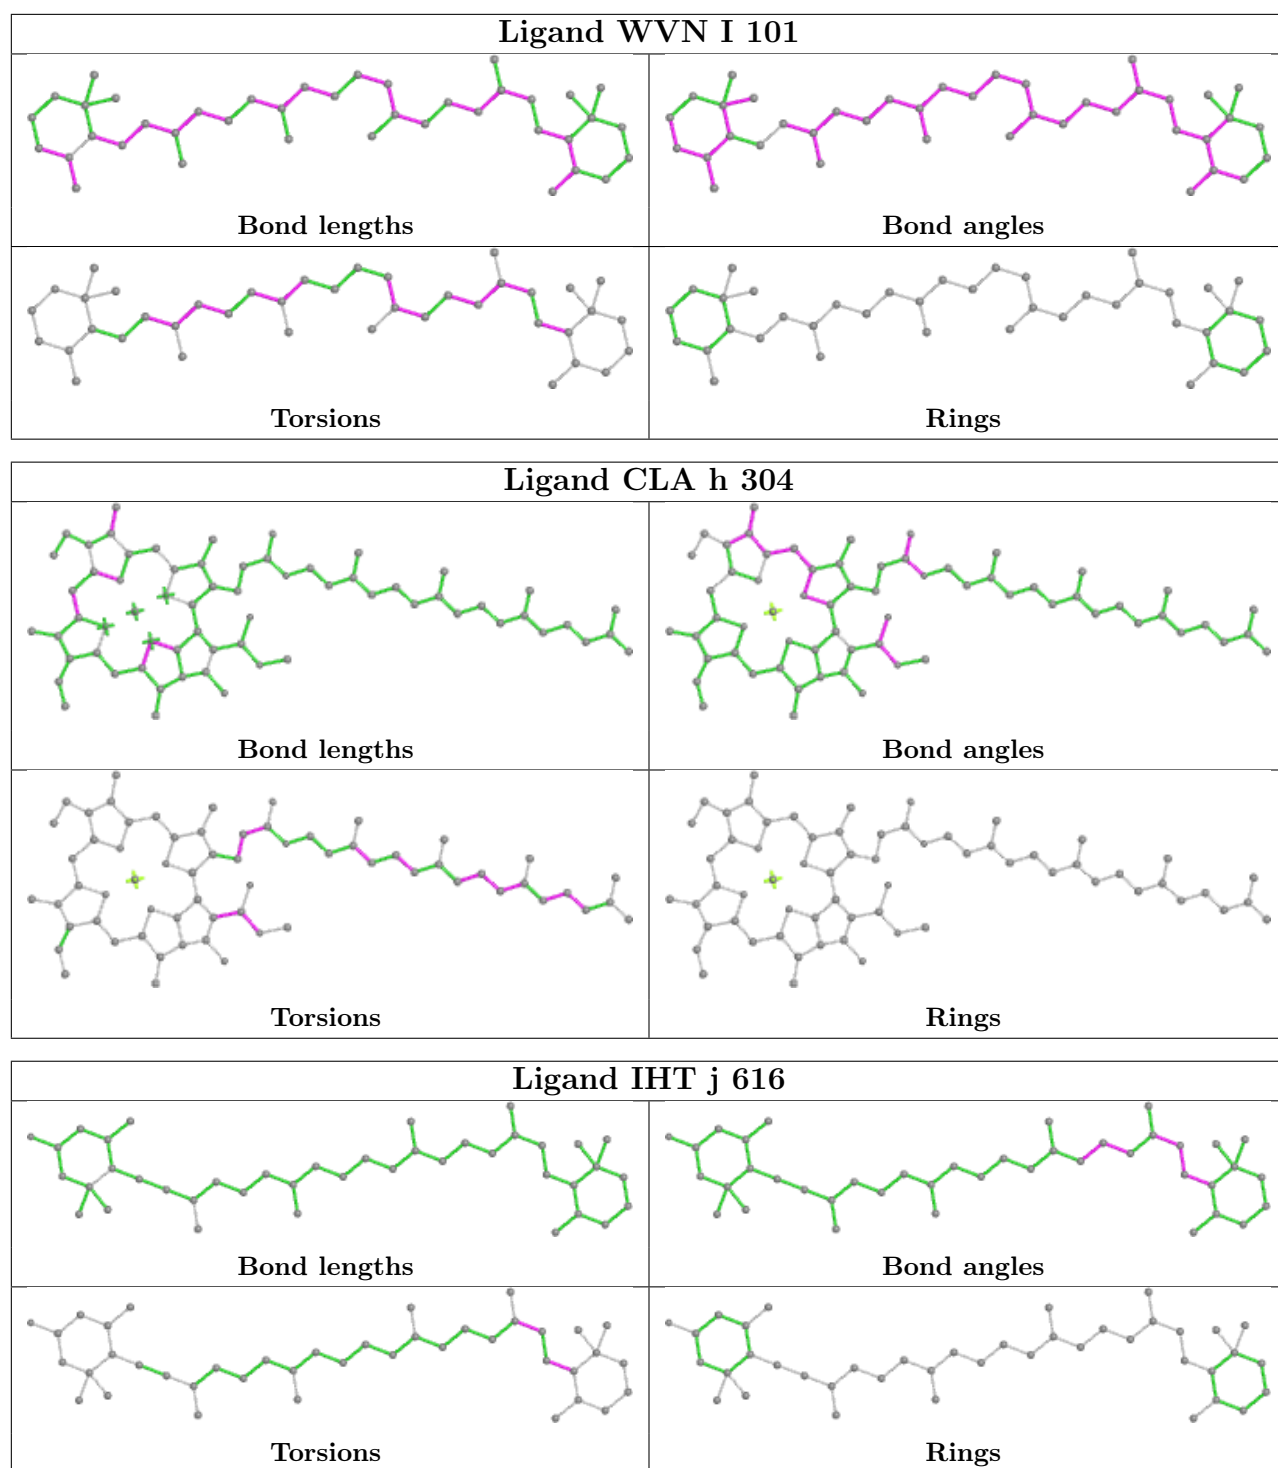 Ligand WVN I 101
Bond lengths
Bond angles
Torsions
Rings
Ligand CLA h 304
Bond lengths
Bond angles
Torsions
Rings
Ligand IHT j 616
Bond lengths
Bond angles
Torsions
Rings